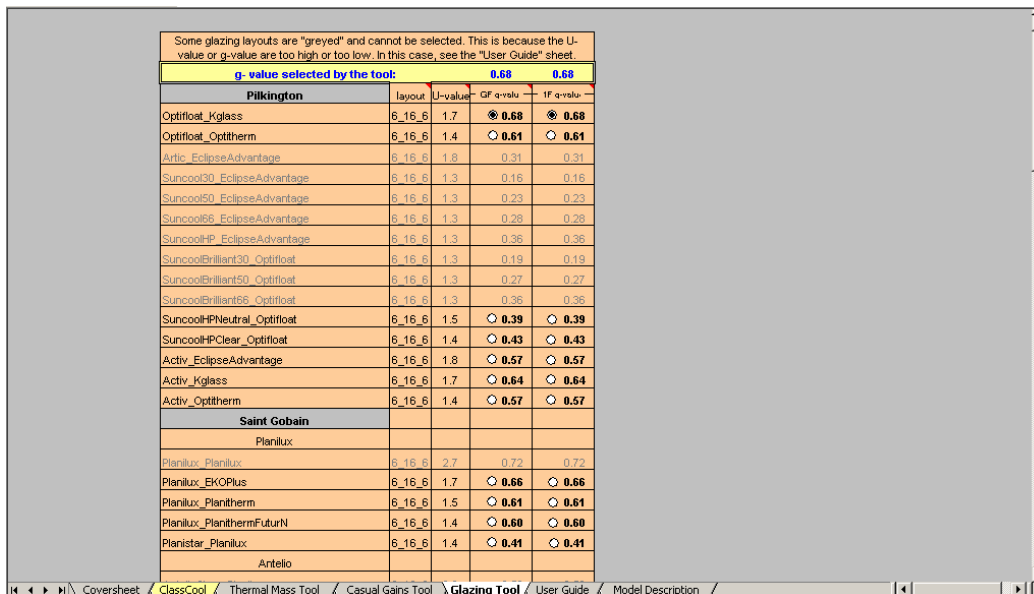 Some glazing layouts are "greyed" and cannot be selected. This is because the U-
value or g-value are too high or too low. In this case, see the "User Guide" sheet.
g- value selected by the tool: 0.68 0.68
Pilkington layout U-value GF g-valu 1F g-valu
Optifloat_Kglass 6_16_6 1.7 0.68 0.68
Optifloat_Optitherm 6_16_6 1.4 0.61 0.61
Artic_EclipseAdvantage 6_16_6 1.8 0.31 0.31
Suncool30_EclipseAdvantage 6_16_6 1.3 0.16 0.16
Suncool50_EclipseAdvantage 6_16_6 1.3 0.23 0.23
Suncool66_EclipseAdvantage 6_16_6 1.3 0.28 0.28
SuncoolHP_EclipseAdvantage 6_16_6 1.3 0.36 0.36
SuncoolBrilliant30_Optifloat 6_16_6 1.3 0.19 0.19
SuncoolBrilliant50_Optifloat 6_16_6 1.3 0.27 0.27
SuncoolBrilliant66_Optifloat 6_16_6 1.3 0.36 0.36
SuncoolHPNeutral_Optifloat 6_16_6 1.5 0.39 0.39
SuncoolHPClear_Optifloat 6_16_6 1.4 0.43 0.43
Activ_EclipseAdvantage 6_16_6 1.8 0.57 0.57
Activ_Kglass 6_16_6 1.7 0.64 0.64
Activ_Optitherm 6_16_6 1.4 0.57 0.57
Saint Gobain
Planilux
Planilux_Planilux 6_16_6 2.7 0.72 0.72
Planilux_EKOPlus 6_16_6 1.7 0.66 0.66
Planilux_Planitherm 6_16_6 1.5 0.61 0.61
Planilux_PlanithermFuturN 6_16_6 1.4 0.60 0.60
Planistar_Planilux 6_16_6 1.4 0.41 0.41
Antelio
Coversheet ClassCool Thermal Mass Tool Casual Gains Tool Glazing Tool User Guide Model Description